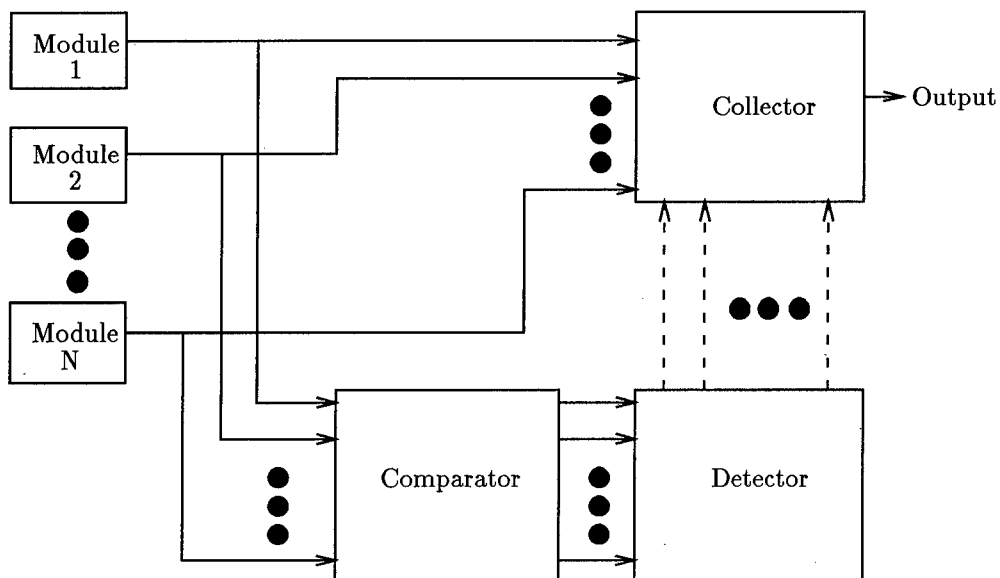 Module
1
Collector
Output
Module
2
Module
N
Comparator
Detector